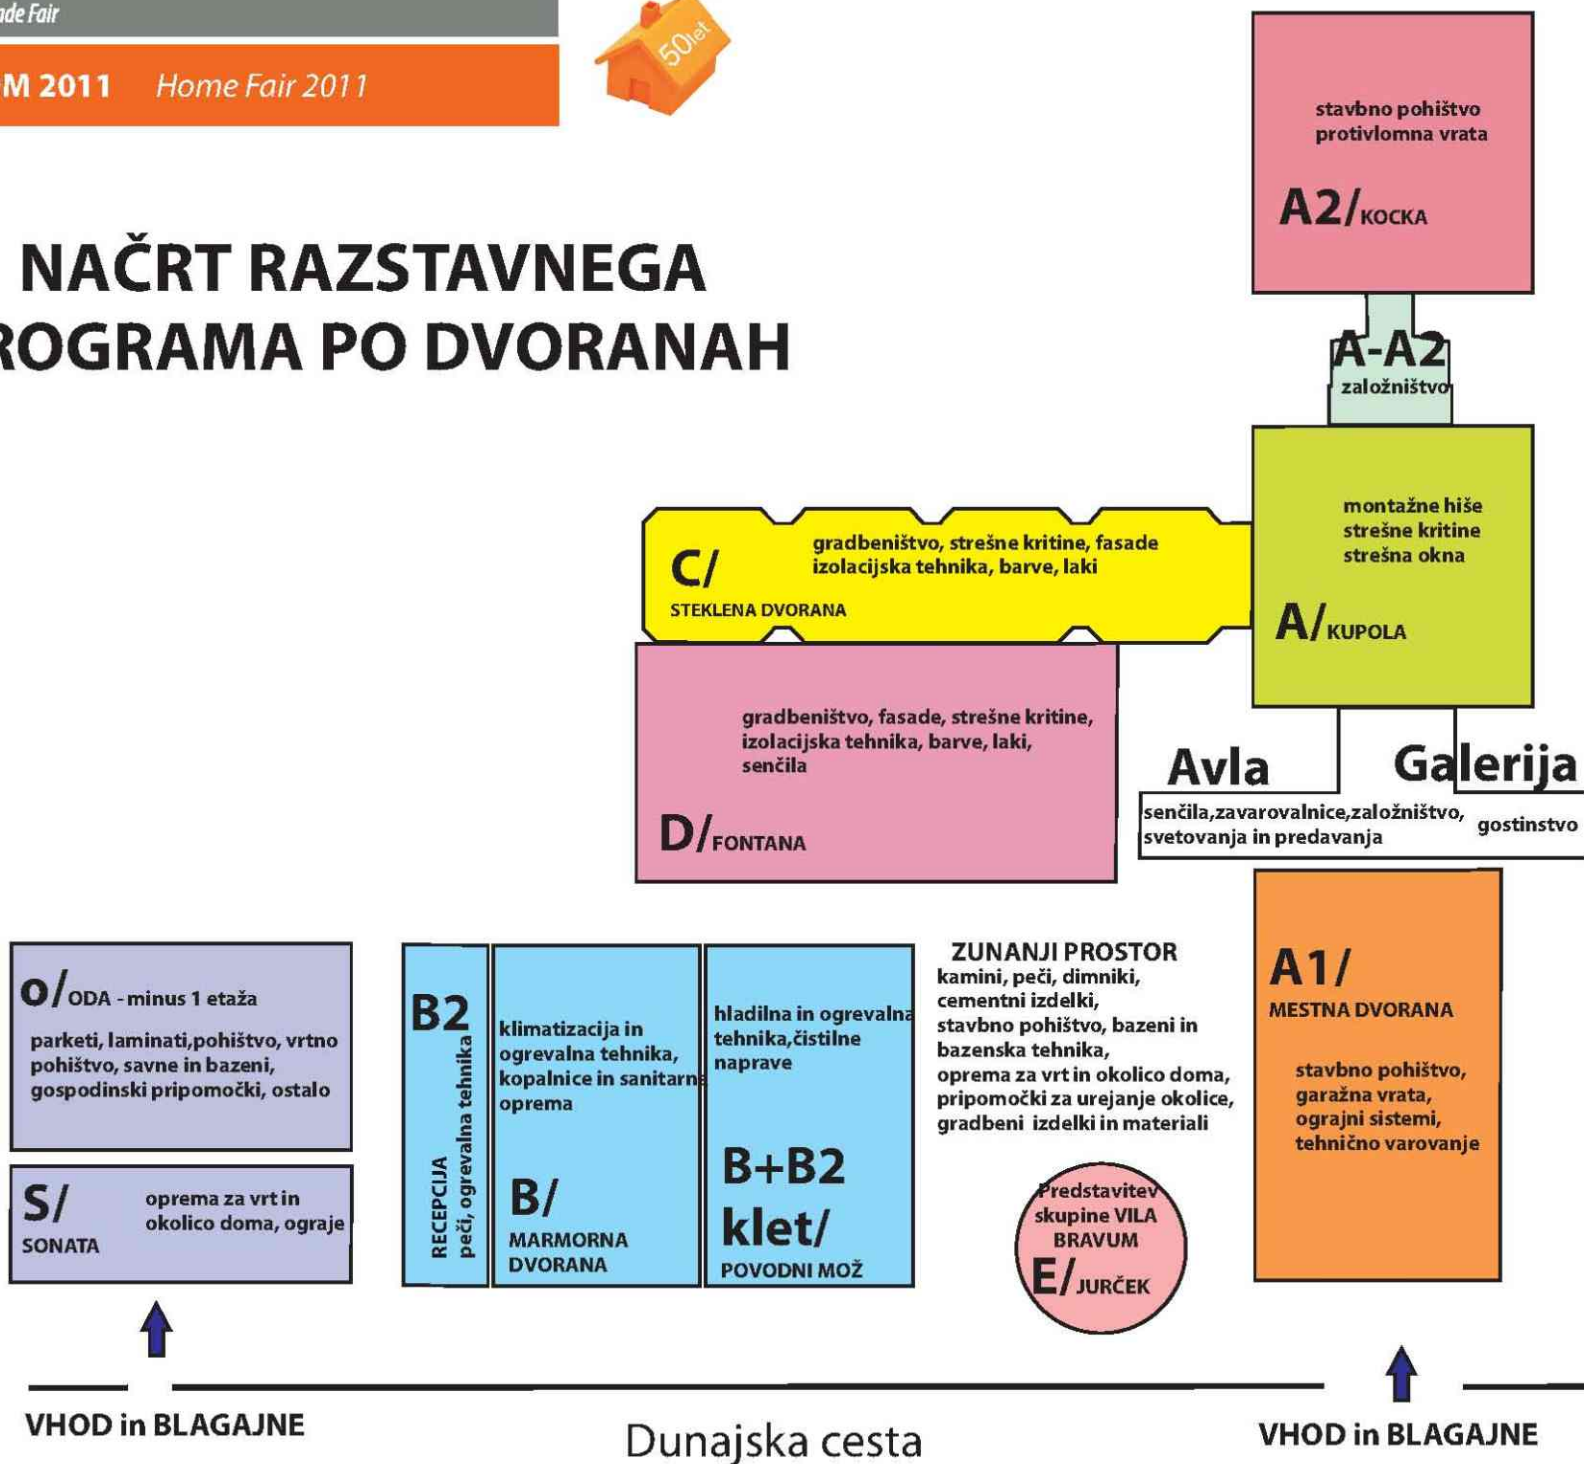 ade Fair
M 2011 Home Fair 2011
50let
NAČRT RAZSTAVNEGA
ROGRAMA PO DVORANAH
stavbno pohištvo
protivlomna vrata
A2/KOCKA
A-A2
založništvo
montažne hiše
strešne kritine
strešna okna
A/KUPOLA
gradbeništvo, strešne kritine, fasade
izolacijska tehnika, barve, laki
C/
STEKLENA DVORANA
gradbeništvo, fasade, strešne kritine,
izolacijska tehnika, barve, laki,
senčila
D/FONTANA
Avla
Galerija
senčila,zavarovalnice,založništvo,
svetovanja in predavanja
gostinstvo
O/ODA - minus 1 etaža
parketi, laminati,pohištvo, vrtno
pohištvo, savne in bazeni,
gospodinski pripomočki, ostalo
S/
SONATA
oprema za vrt in
okolico doma, ograje
B2
RECEPCIJA
peči, ogrevalna tehnika
klimatizacija in
ogrevalna tehnika,
kopalnice in sanitarna
oprema
B/
MARMORNA
DVORANA
hladilna in ogrevalna
tehnika,čistilne
naprave
B+B2
klet/
POVODNI MOŽ
ZUNANJI PROSTOR
kamini, peči, dimniki,
cementni izdelki,
stavbno pohištvo, bazeni in
bazenska tehnika,
oprema za vrt in okolico doma,
pripomočki za urejanje okolice,
gradbeni izdelki in materiali
Predstavitev
skupine VILA
BRAVUM
E/JURČEK
A1/
MESTNA DVORANA
stavbno pohištvo,
garažna vrata,
ograjni sistemi,
tehnično varovanje
VHOD in BLAGAJNE
Dunajska cesta
VHOD in BLAGAJNE